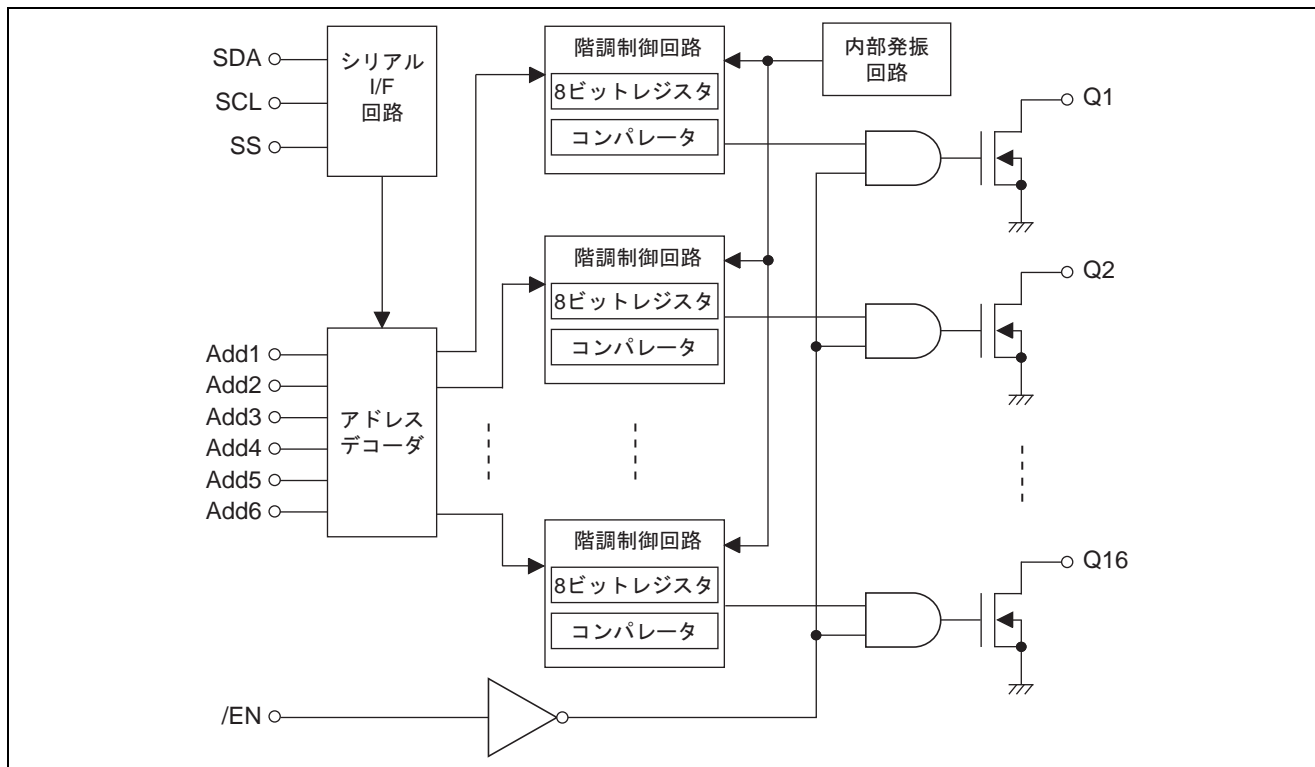 SDA
SCL
SS
シリアル
I/F
回路
階調制御回路
8ビットレジスタ
コンパレータ
内部発振
回路
Q1
階調制御回路
8ビットレジスタ
コンパレータ
Q2
Add1
Add2
Add3
Add4
Add5
Add6
アドレス
デコーダ
階調制御回路
8ビットレジスタ
コンパレータ
Q16
/EN